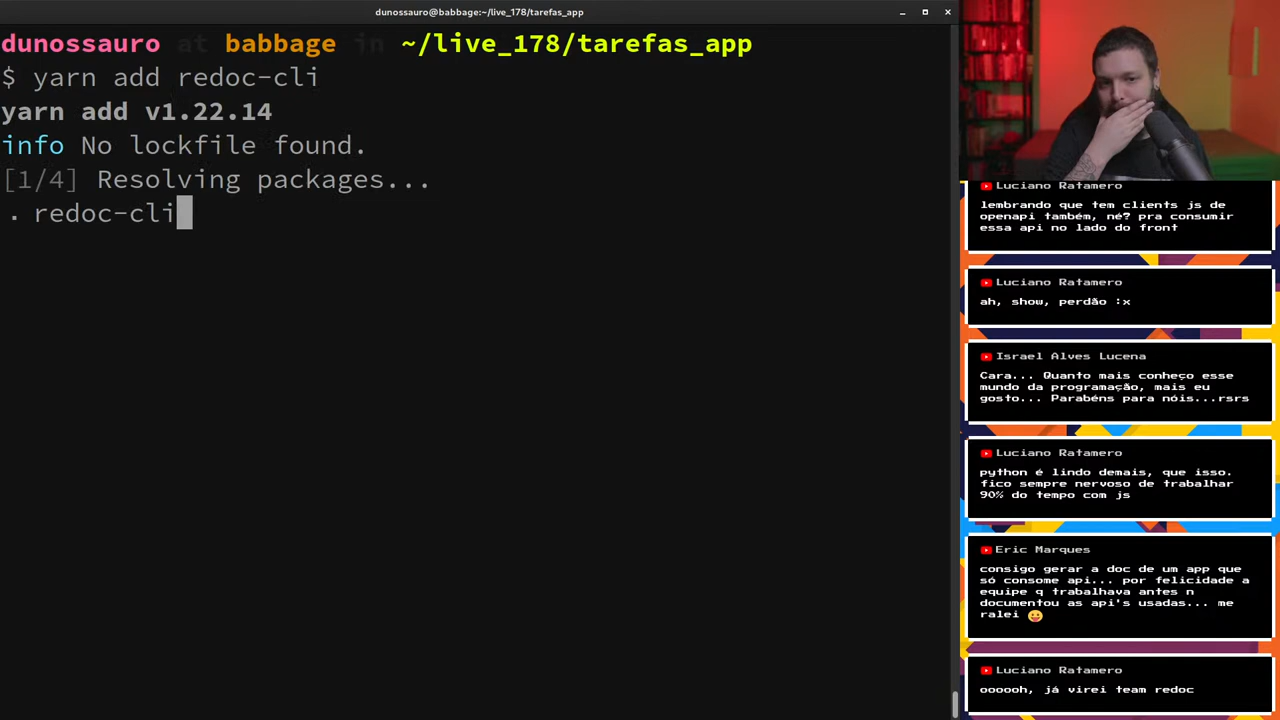 dunossauro@babbage:~/live_178/tarefas_app
dunossauro at babbage in ~/live_178/tarefas_app
$ yarn add redoc-cli
yarn add v1.22.14
info No lockfile found.
[1/4] Resolving packages...
. redoc-cli
Luciano Ratamero
lembrando que tem clients js de
openapi também, né? pra consumir
essa api no lado do front
Luciano Ratamero
ah, show, perdão :x
Israel Alves Lucena
Cara... Quanto mais conheço esse
mundo da programação, mais eu
gosto... Parabéns para nóis...rsrs
Luciano Ratamero
python é lindo demais, que isso.
fico sempre nervoso de trabalhar
90% do tempo com js
Eric Marques
consigo gerar a doc de um app que
só consome api... por felicidade a
equipe q trabalhava antes n
documentou as api's usadas... me
ralei 😛
Luciano Ratamero
oooooh, já virei team redoc